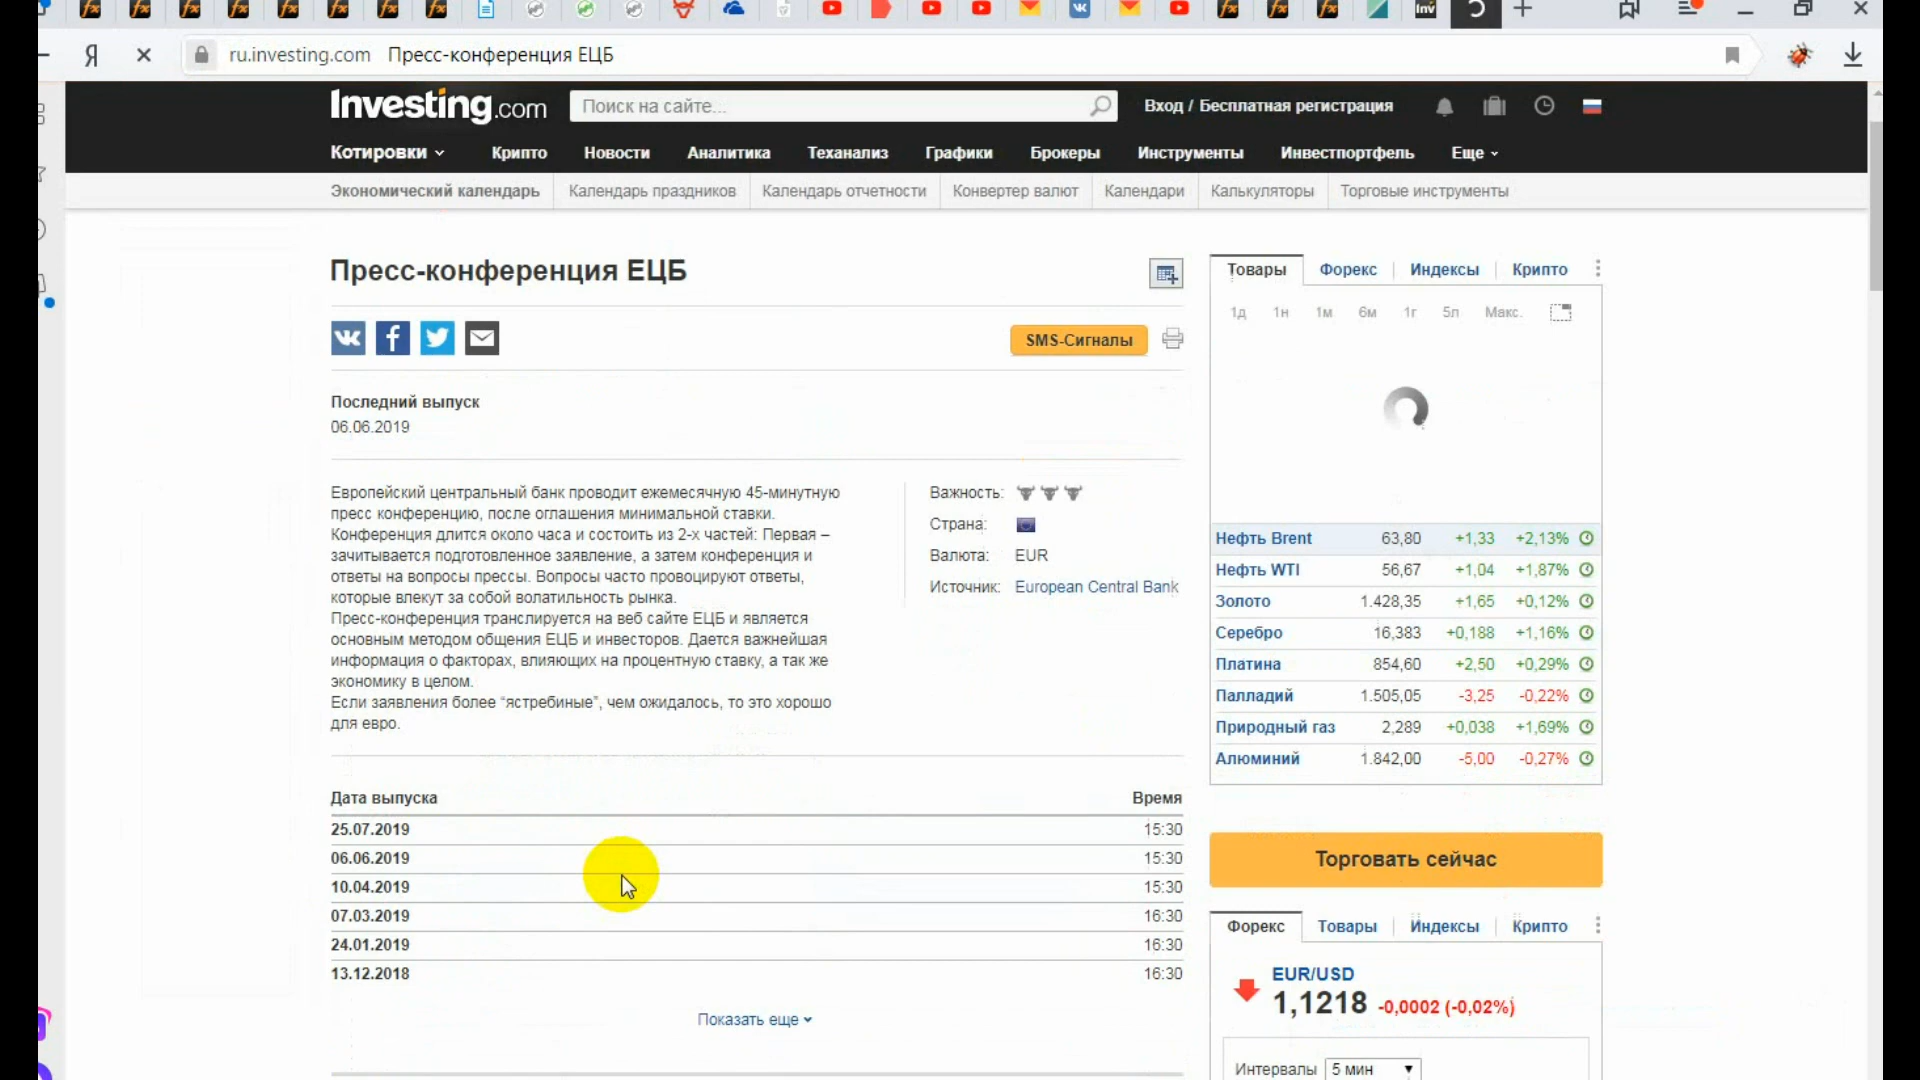 Я
ru.investing.com Пресс-конференция ЕЦБ
Investing.com
Поиск на сайте...
Вход / Бесплатная регистрация
Котировки Крипто Новости Аналитика Теханализ Графики Брокеры Инструменты Инвестпортфель Еще
Экономический календарь Календарь праздников Календарь отчетности Конвертер валют Календари Калькуляторы Торговые инструменты
Пресс-конференция ЕЦБ
SMS-Сигналы
Последний выпуск
06.06.2019
Европейский центральный банк проводит ежемесячную 45-минутную
пресс конференцию, после оглашения минимальной ставки.
Конференция длится около часа и состоить из 2-х частей: Первая –
зачитывается подготовленное заявление, а затем конференция и
ответы на вопросы прессы. Вопросы часто провоцируют ответы,
которые влекут за собой волатильность рынка.
Пресс-конференция транслируется на веб сайте ЕЦБ и является
основным методом общения ЕЦБ и инвесторов. Дается важнейшая
информация о факторах, влияющих на процентную ставку, а так же
экономику в целом.
Если заявления более “ястребиные”, чем ожидалось, то это хорошо
для евро.
Важность:
Страна:
Валюта: EUR
Источник: European Central Bank
Дата выпуска Время
25.07.2019 15:30
06.06.2019 15:30
10.04.2019 15:30
07.03.2019 16:30
24.01.2019 16:30
13.12.2018 16:30
Показать еще
Товары Форекс Индексы Крипто
1д 1н 1м 6м 1г 5л Макс.
Нефть Brent 63,80 +1,33 +2,13%
Нефть WTI 56,67 +1,04 +1,87%
Золото 1.428,35 +1,65 +0,12%
Серебро 16,383 +0,188 +1,16%
Платина 854,60 +2,50 +0,29%
Палладий 1.505,05 -3,25 -0,22%
Природный газ 2,289 +0,038 +1,69%
Алюминий 1.842,00 -5,00 -0,27%
Торговать сейчас
Форекс Товары Индексы Крипто
EUR/USD
1,1218 -0,0002 (-0,02%)
Интервалы 5 мин